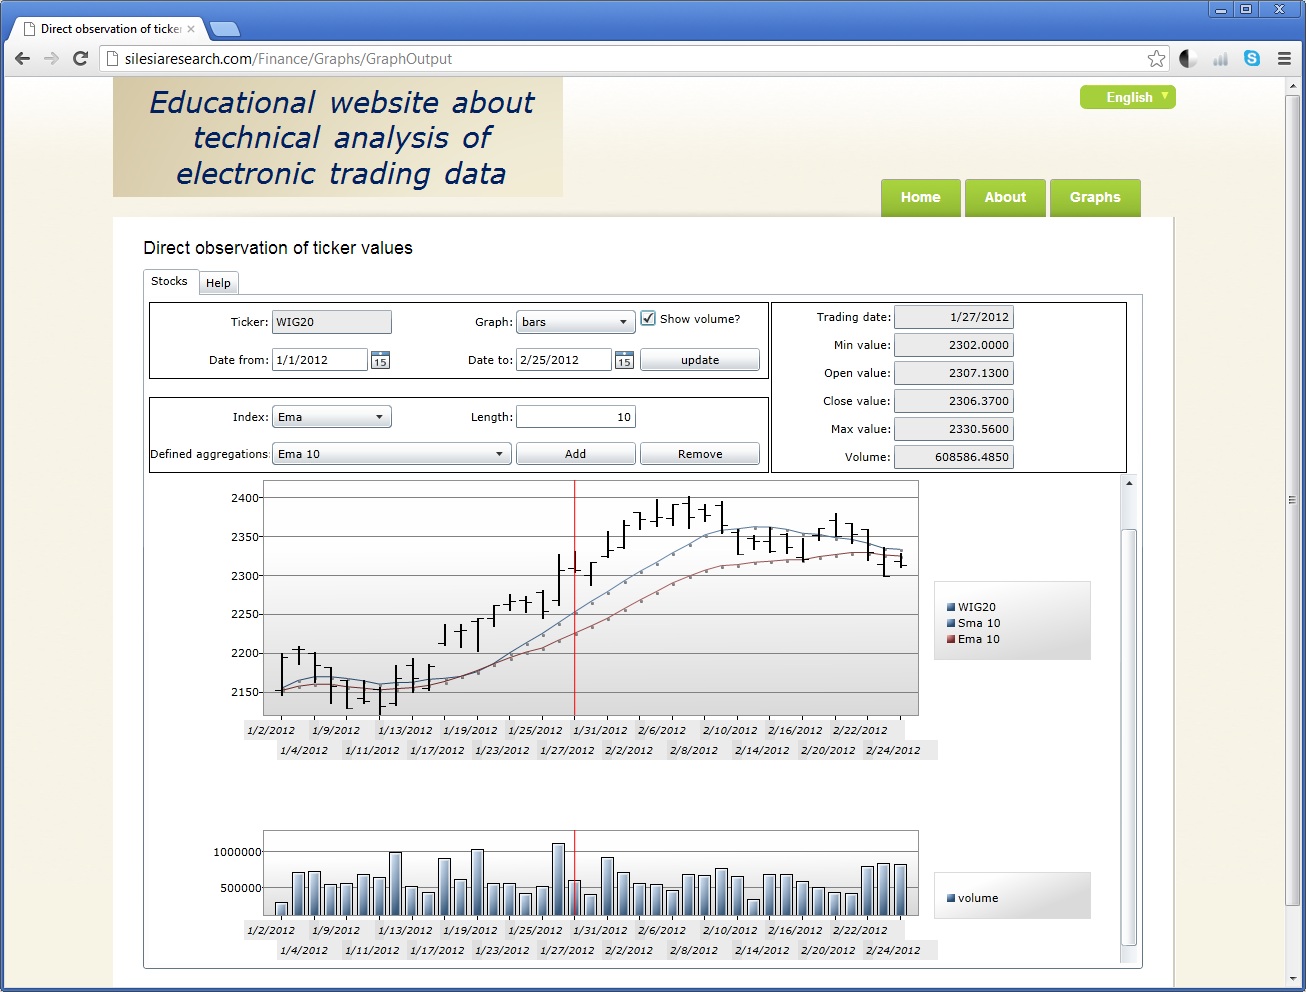 Direct observation of ticke
silesiaresearch.com/Finance/Graphs/GraphOutput
Educational website about
technical analysis of
electronic trading data
English
Home About Graphs
Direct observation of ticker values
Stocks Help
Ticker: WIG20 Graph: bars Show volume?
Date from: 1/1/2012 15 Date to: 2/25/2012 15 update
Index: Ema Length: 10
Defined aggregations: Ema 10 Add Remove
Trading date: 1/27/2012
Min value: 2302.0000
Open value: 2307.1300
Close value: 2306.3700
Max value: 2330.5600
Volume: 608586.4850
2400
2350
2300
2250
2200
2150
1/2/2012 1/9/2012 1/13/2012 1/19/2012 1/25/2012 1/31/2012 2/6/2012 2/10/2012 2/16/2012 2/22/2012
1/4/2012 1/11/2012 1/17/2012 1/23/2012 1/27/2012 2/2/2012 2/8/2012 2/14/2012 2/20/2012 2/24/2012
WIG20
Sma 10
Ema 10
1000000
500000
1/2/2012 1/9/2012 1/13/2012 1/19/2012 1/25/2012 1/31/2012 2/6/2012 2/10/2012 2/16/2012 2/22/2012
1/4/2012 1/11/2012 1/17/2012 1/23/2012 1/27/2012 2/2/2012 2/8/2012 2/14/2012 2/20/2012 2/24/2012
volume